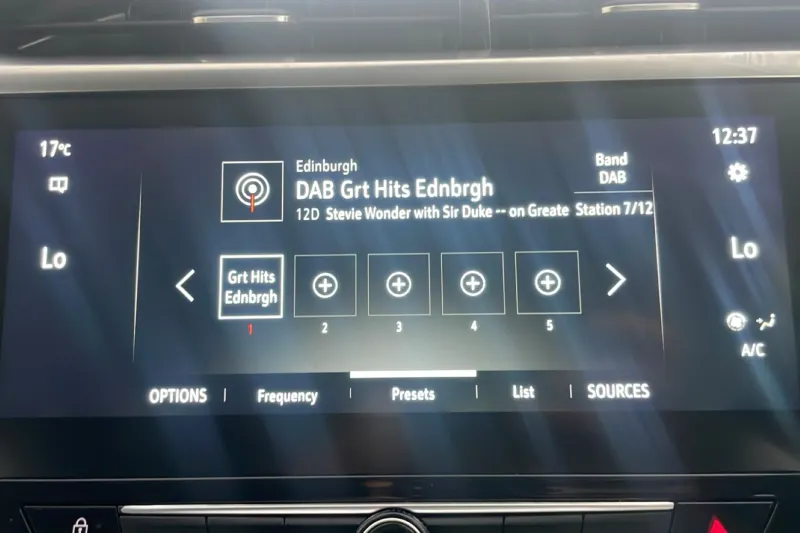 17°C
12:37
Edinburgh
DAB Grt Hits Ednbrgh
Band
DAB
12D Stevie Wonder with Sir Duke -- on Greate
Station 7/12
Lo
Lo
Grt Hits
Ednbrgh
1
2
3
4
5
A/C
OPTIONS
Frequency
Presets
List
SOURCES